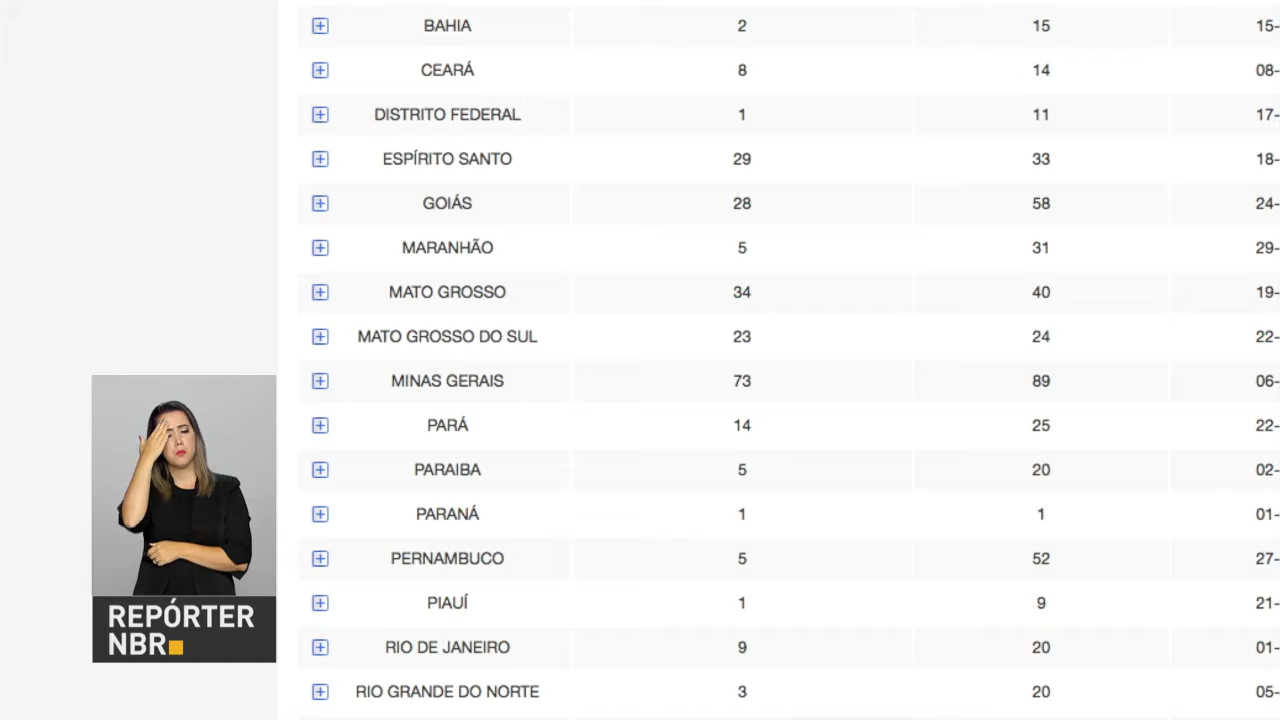 BAHIA 2 15 15-
CEARÁ 8 14 08-
DISTRITO FEDERAL 1 11 17-
ESPÍRITO SANTO 29 33 18-
GOIÁS 28 58 24-
MARANHÃO 5 31 29-
MATO GROSSO 34 40 19-
MATO GROSSO DO SUL 23 24 22-
MINAS GERAIS 73 89 06-
PARÁ 14 25 22-
PARAIBA 5 20 02-
PARANÁ 1 1 01-
PERNAMBUCO 5 52 27-
PIAUÍ 1 9 21-
RIO DE JANEIRO 9 20 01-
RIO GRANDE DO NORTE 3 20 05-
REPÓRTER
NBR